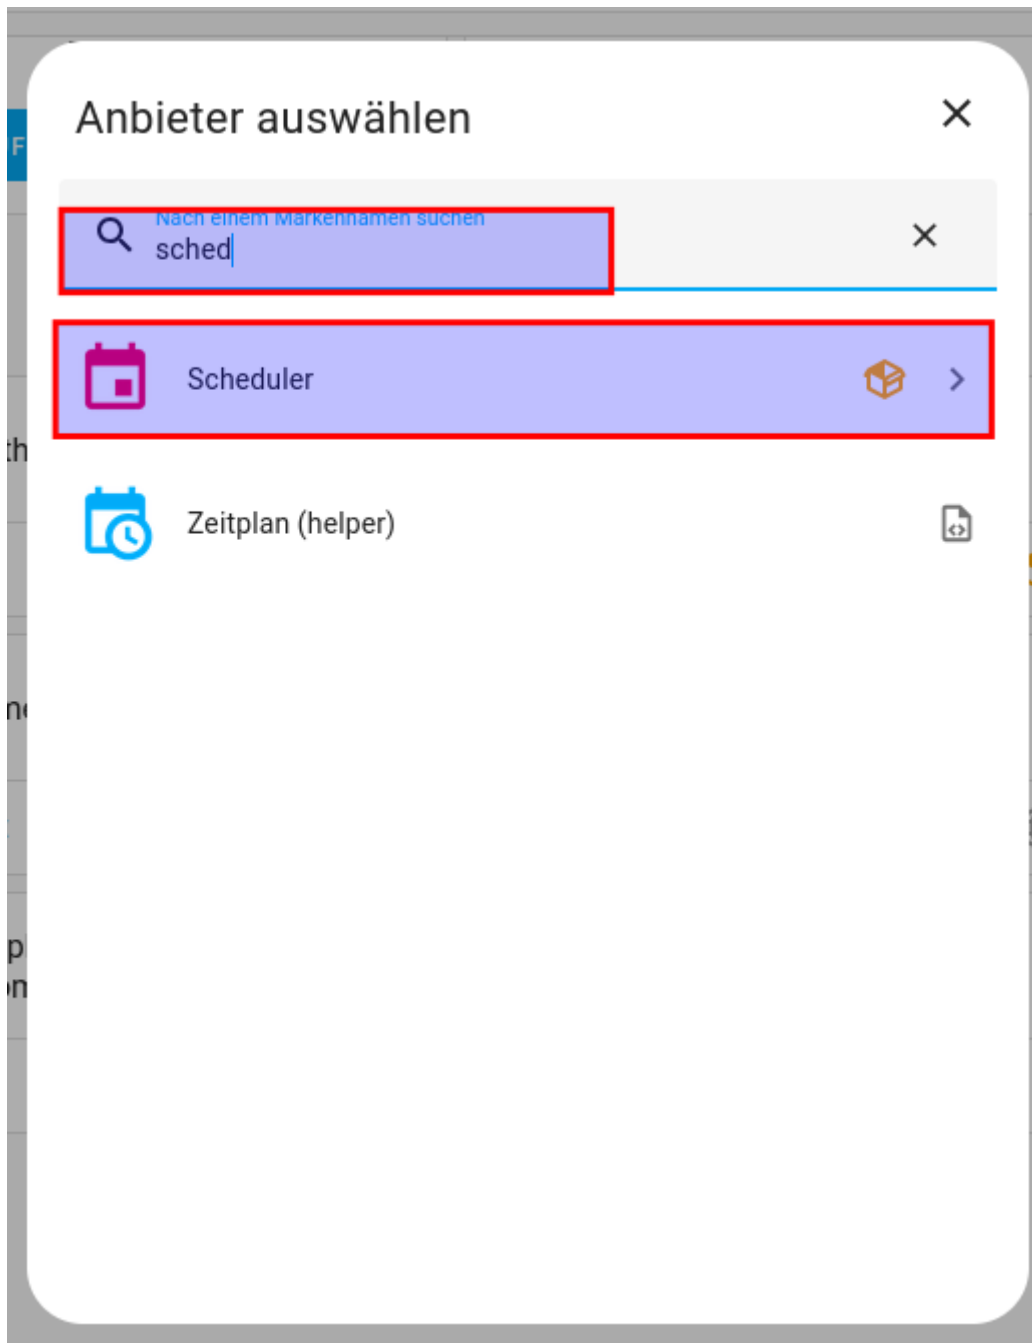 Anbieter auswählen
Nach einem Markennamen suchen
sched
Scheduler
Zeitplan (helper)